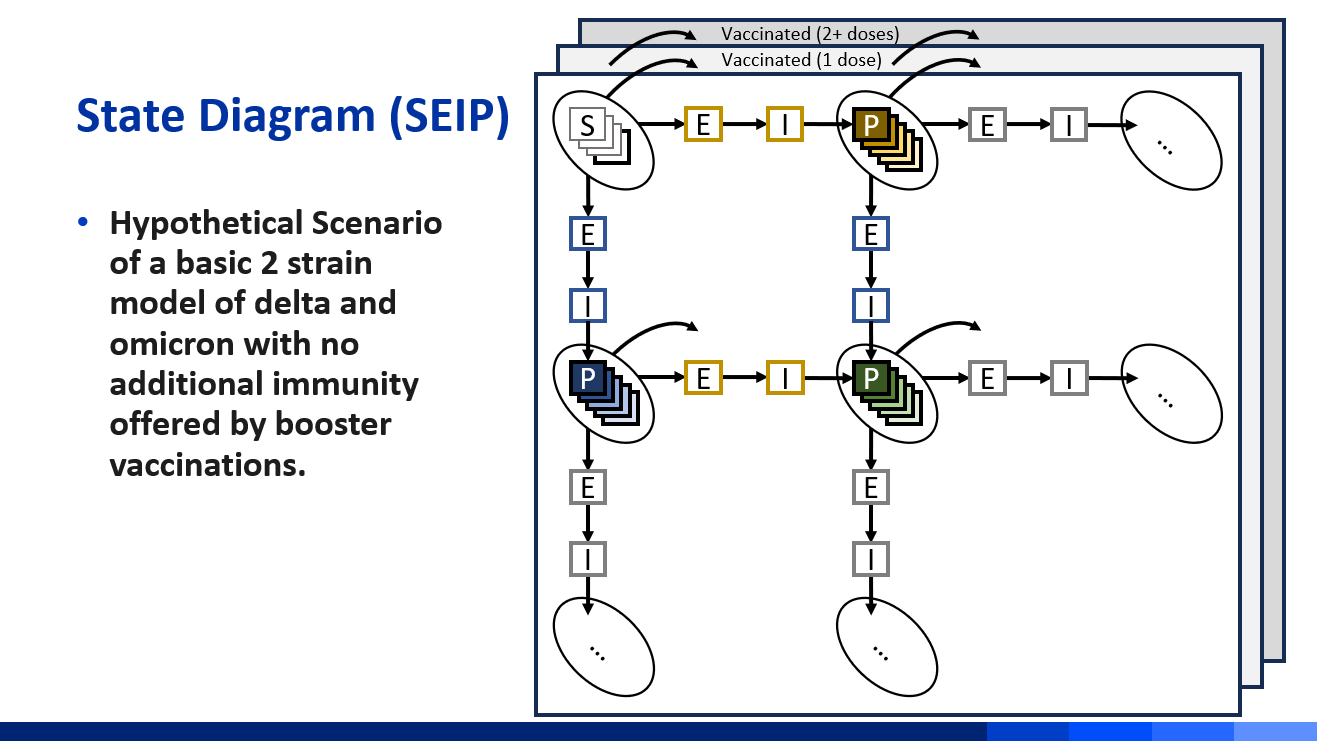 Vaccinated (2+ doses)
Vaccinated (1 dose)
State Diagram (SEIP)
• Hypothetical Scenario
of a basic 2 strain
model of delta and
omicron with no
additional immunity
offered by booster
vaccinations.
S E I P E I ...
E E
I I
P E I P E I ...
E E
I I
... ...